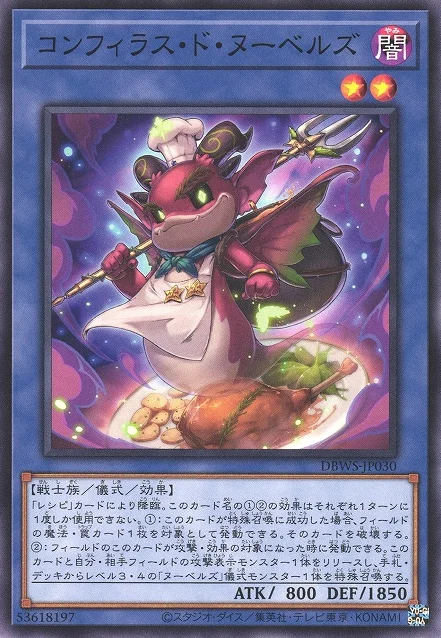 コンフィラス・ド・ヌーベルズ
闇
DBWS-JP030
【戦士族/儀式/効果】
「レシピ」カードにより降臨。このカード名の①②の効果はそれぞれ1ターンに
1度しか使用できない。①:このカードが特殊召喚に成功した場合、フィールド
の魔法・罠カード1枚を対象として発動できる。そのカードを破壊する。
②:フィールドのこのカードが攻撃・効果の対象になった時に発動できる。この
カードと自分・相手フィールドの攻撃表示モンスター1体をリリースし、手札・
デッキからレベル3・4の「ヌーベルズ」儀式モンスター1体を特殊召喚する。
ATK/ 800 DEF/1850
53618197 ©スタジオ・ダイス/集英社・テレビ東京・KONAMI